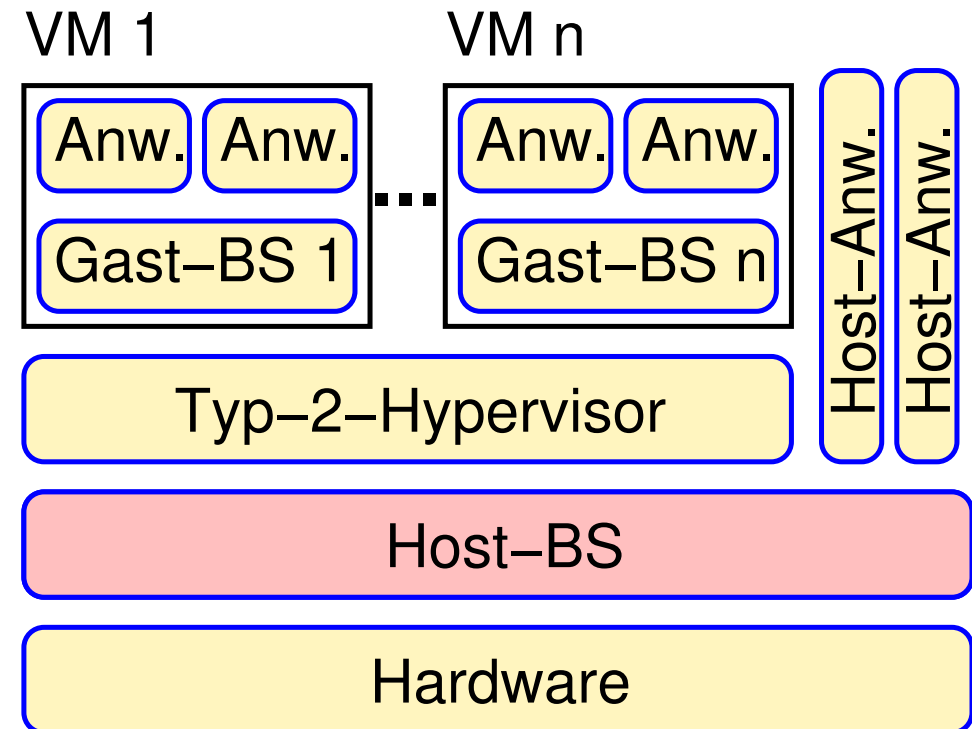 VM 1
VM n
Anw. Anw.
Anw. Anw.
Gast–BS 1
Gast–BS n
Host–Anw.
Host–Anw.
Typ–2–Hypervisor
Host–BS
Hardware